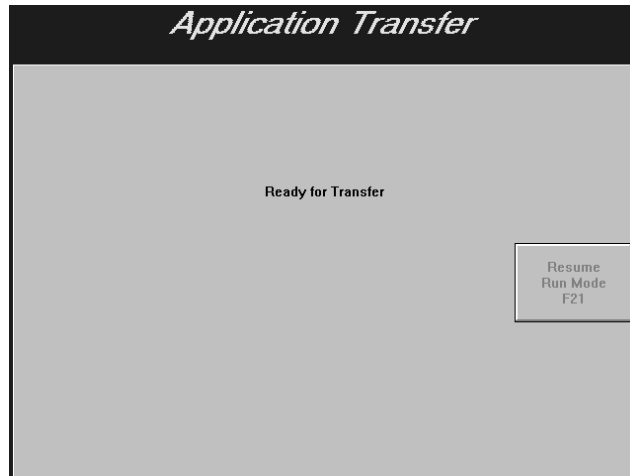 Application Transfer
Ready for Transfer
Resume
Run Mode
F21